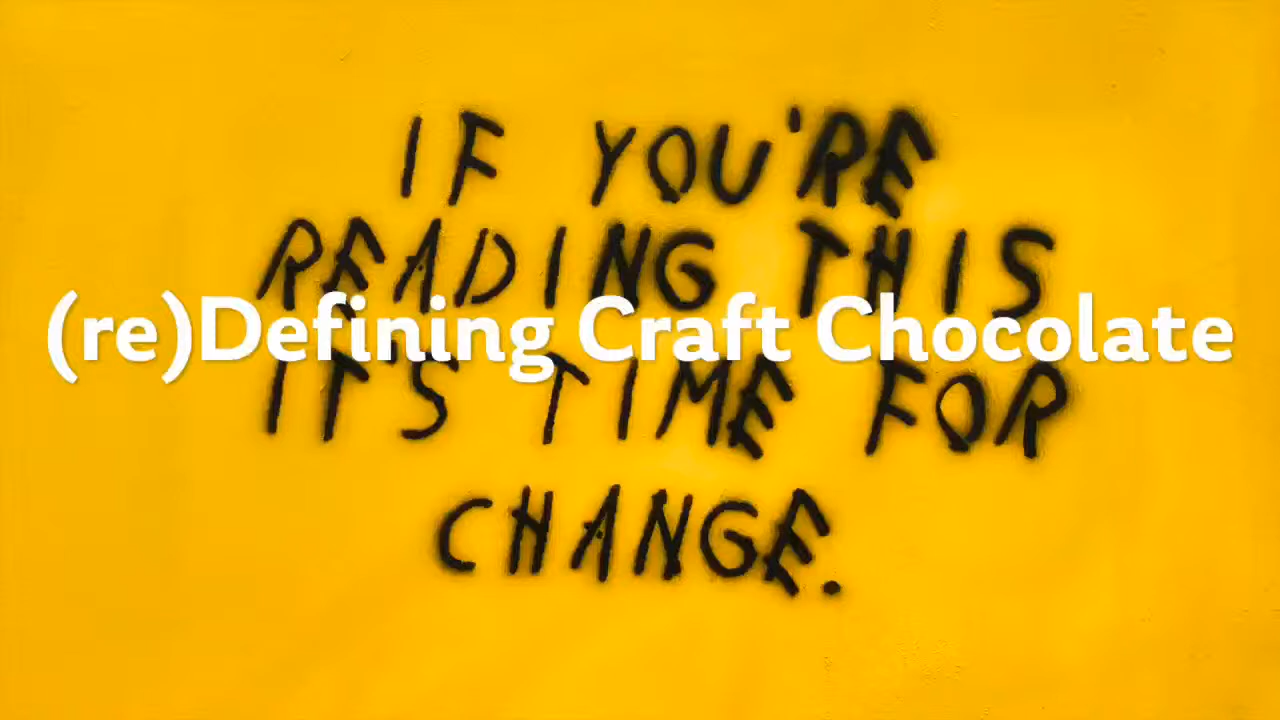 IF YOU'RE
READING THIS
(re)Defining Craft Chocolate
IT'S TIME FOR
CHANGE.